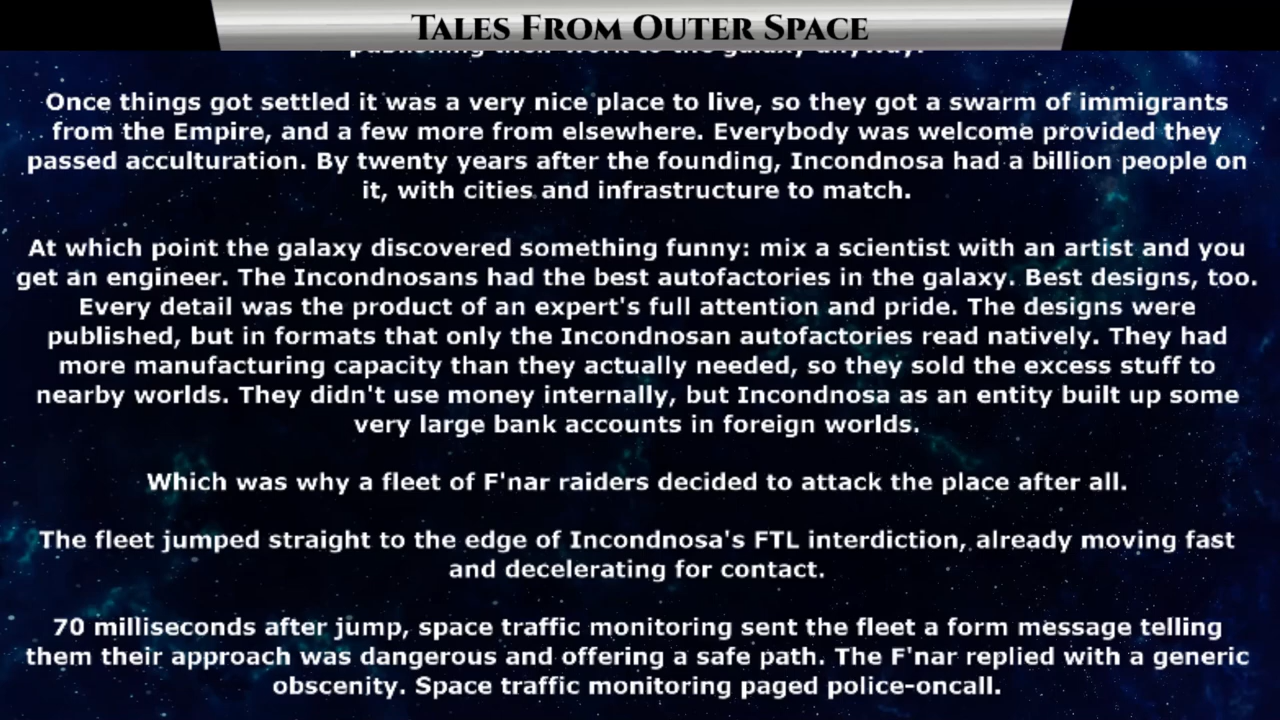 TALES FROM OUTER SPACE
publishing their work to the galaxy anyway.
Once things got settled it was a very nice place to live, so they got a swarm of immigrants
from the Empire, and a few more from elsewhere. Everybody was welcome provided they
passed acculturation. By twenty years after the founding, Incondnosa had a billion people on
it, with cities and infrastructure to match.
At which point the galaxy discovered something funny: mix a scientist with an artist and you
get an engineer. The Incondnosans had the best autofactories in the galaxy. Best designs, too.
Every detail was the product of an expert's full attention and pride. The designs were
published, but in formats that only the Incondnosan autofactories read natively. They had
more manufacturing capacity than they actually needed, so they sold the excess stuff to
nearby worlds. They didn't use money internally, but Incondnosa as an entity built up some
very large bank accounts in foreign worlds.
Which was why a fleet of F'nar raiders decided to attack the place after all.
The fleet jumped straight to the edge of Incondnosa's FTL interdiction, already moving fast
and decelerating for contact.
70 milliseconds after jump, space traffic monitoring sent the fleet a form message telling
them their approach was dangerous and offering a safe path. The F'nar replied with a generic
obscenity. Space traffic monitoring paged police-oncall.